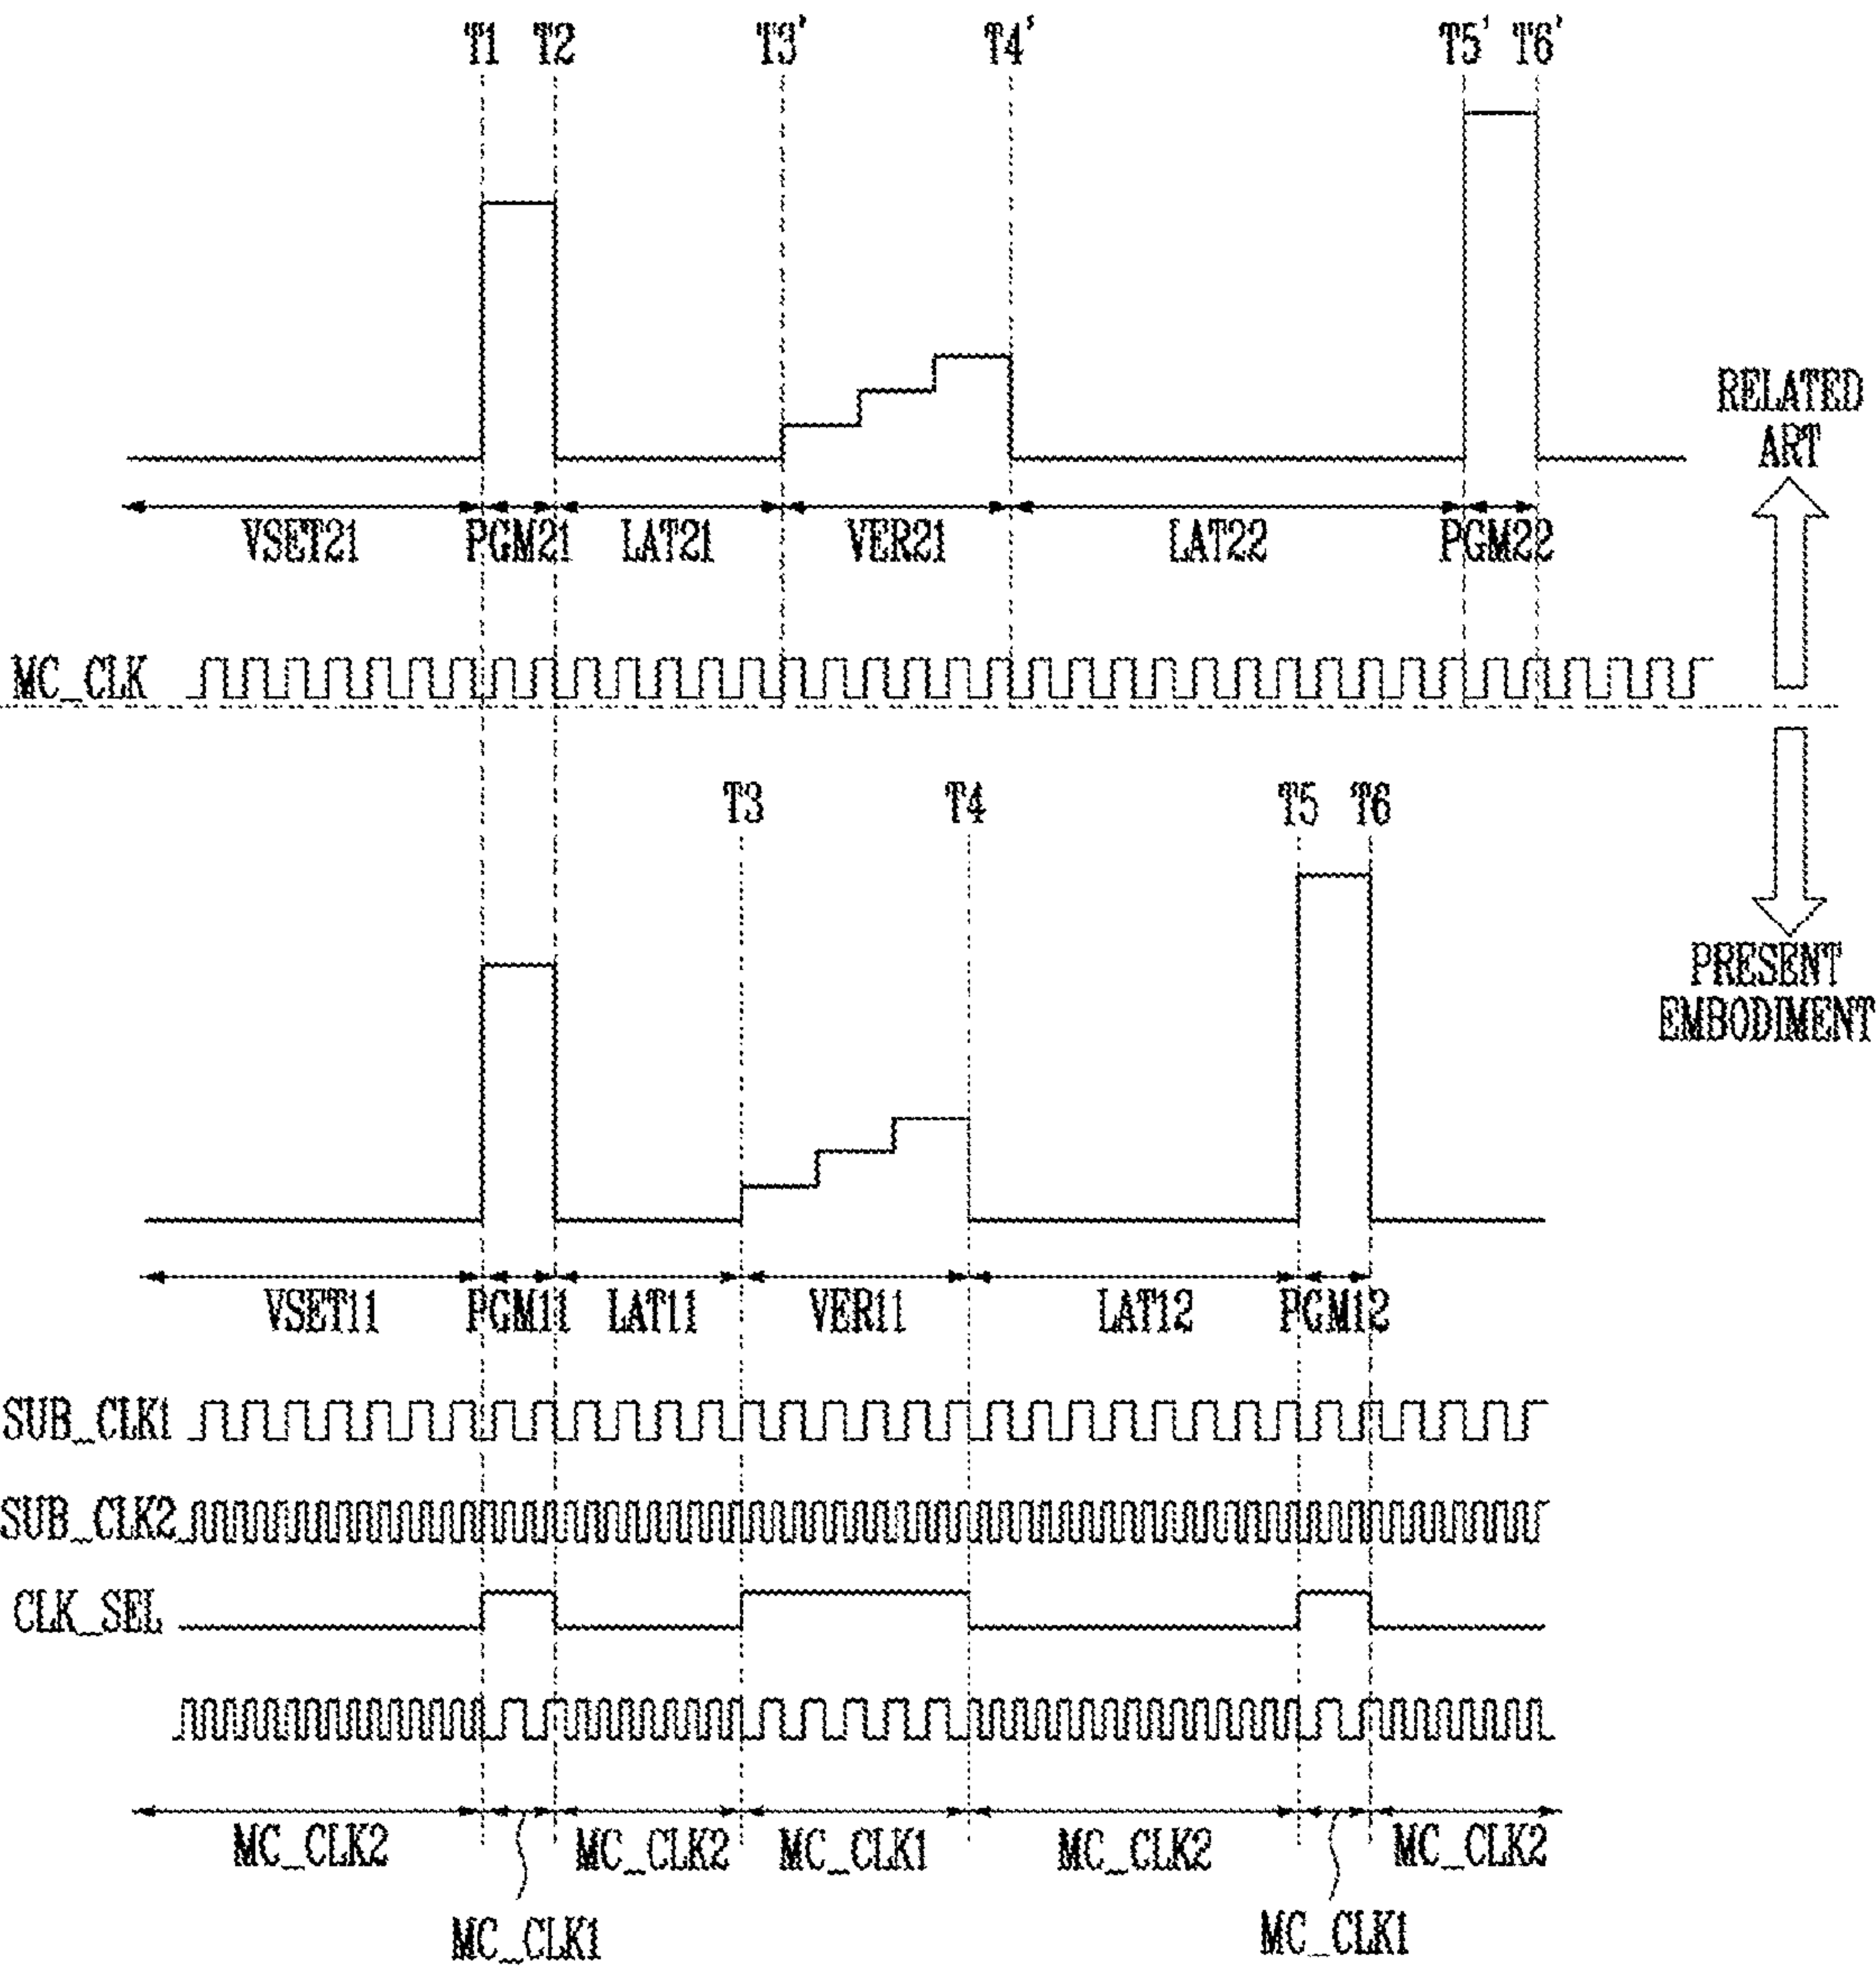 T1 T2 T3' T4' T5' T6'
RELATED
ART
VSET21 PGM21 LAT21 VER21 LAT22 PGM22
MC_CLK
T3 T4 T5 T6
PRESENT
EMBODIMENT
VSET11 PGM11 LAT11 VER11 LAT12 PGM12
SUB_CLK1
SUB_CLK2
CLK_SEL
MC_CLK2 MC_CLK2 MC_CLK1 MC_CLK2 MC_CLK2
MC_CLK1 MC_CLK1